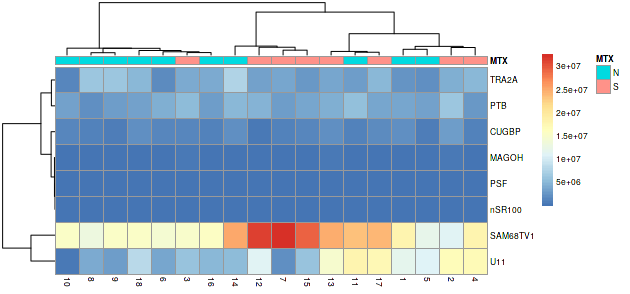 MTX
TRA2A
PTB
CUGBP
MAGOH
PSF
nSR100
SAM68TV1
U11
10 8 9 18 6 3 16 14 12 7 15 13 11 17 1 5 2 4
3e+07
2.5e+07
2e+07
1.5e+07
1e+07
5e+06
MTX
N
S